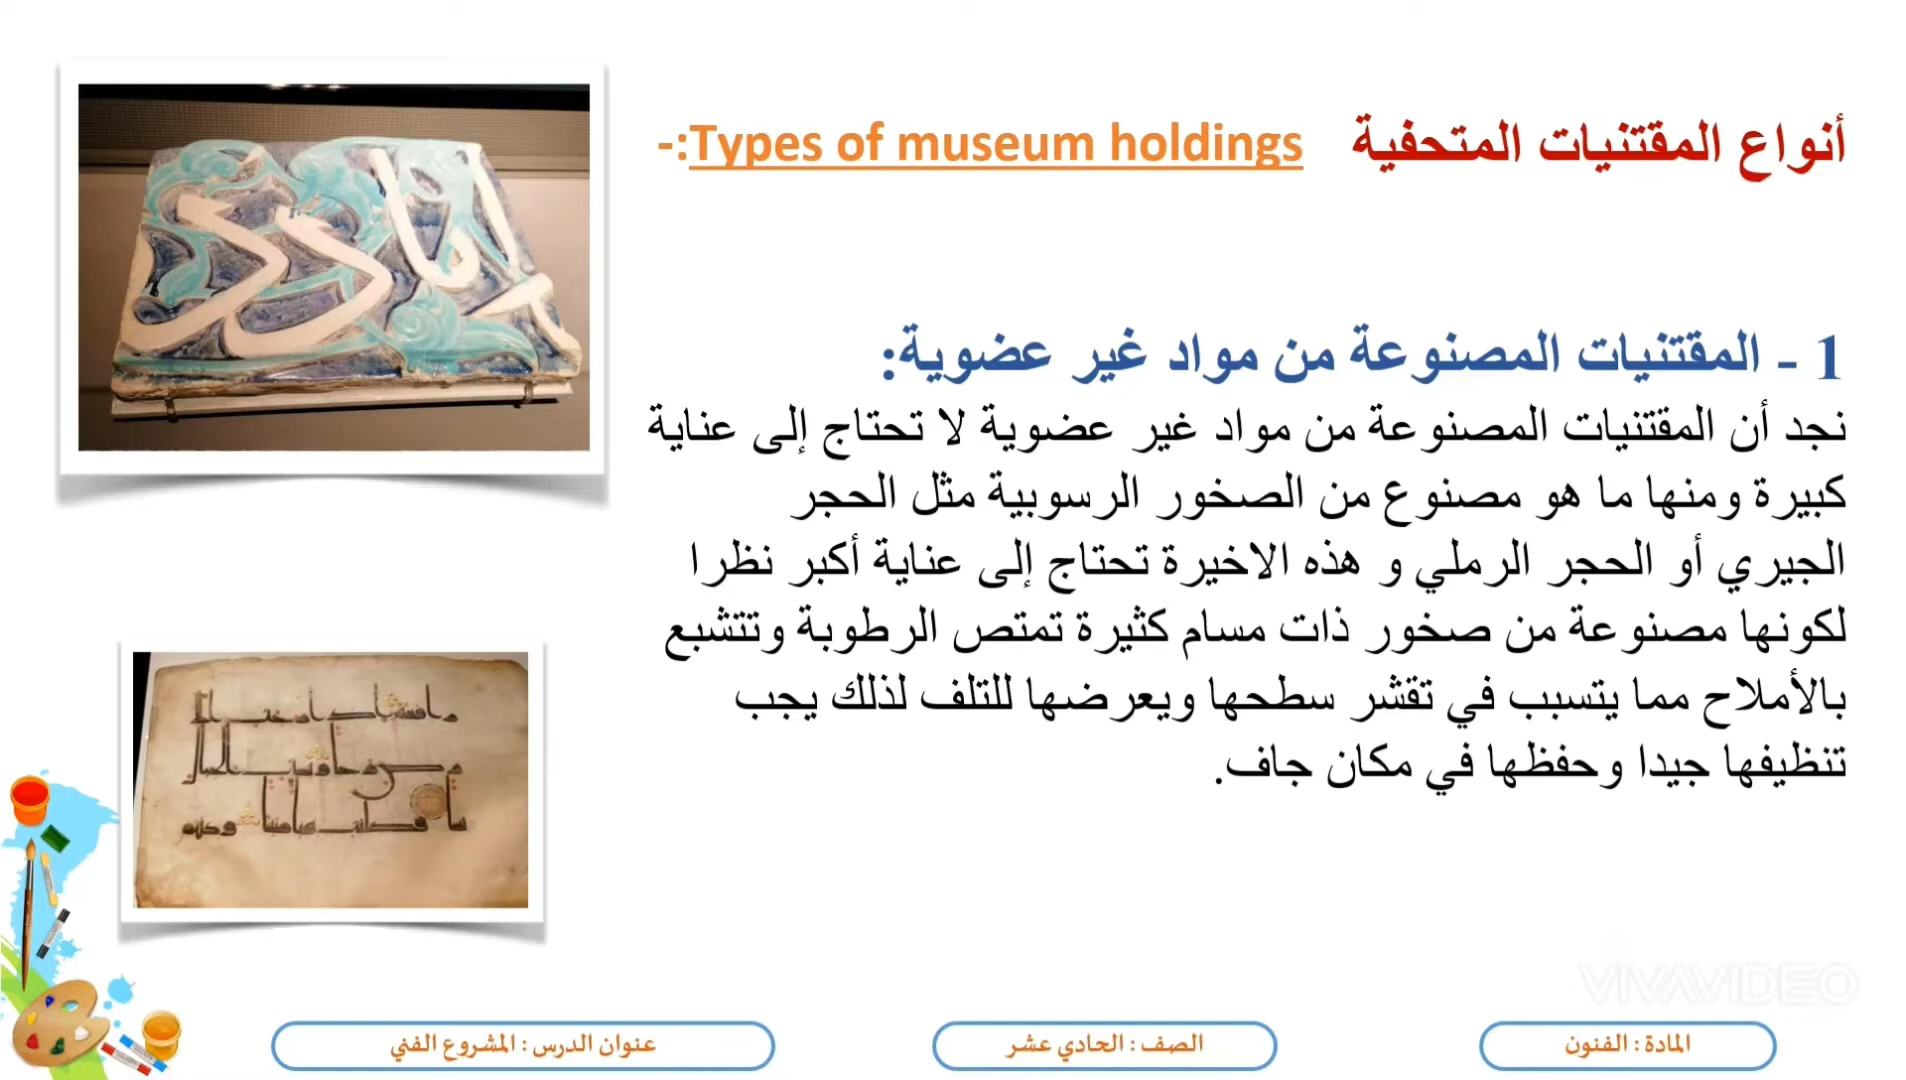 أنواع المقتنيات المتحفية Types of museum holdings:-
1 - المقتنيات المصنوعة من مواد غير عضوية:
نجد أن المقتنيات المصنوعة من مواد غير عضوية لا تحتاج إلى عناية
كبيرة ومنها ما هو مصنوع من الصخور الرسوبية مثل الحجر
الجيري أو الحجر الرملي و هذه الاخيرة تحتاج إلى عناية أكبر نظرا
لكونها مصنوعة من صخور ذات مسام كثيرة تمتص الرطوبة وتتشبع
بالأملاح مما يتسبب في تقشر سطحها ويعرضها للتلف لذلك يجب
تنظيفها جيدا وحفظها في مكان جاف.
VIVAVIDEO
المادة : الفنون
الصف : الحادي عشر
عنوان الدرس : المشروع الفني